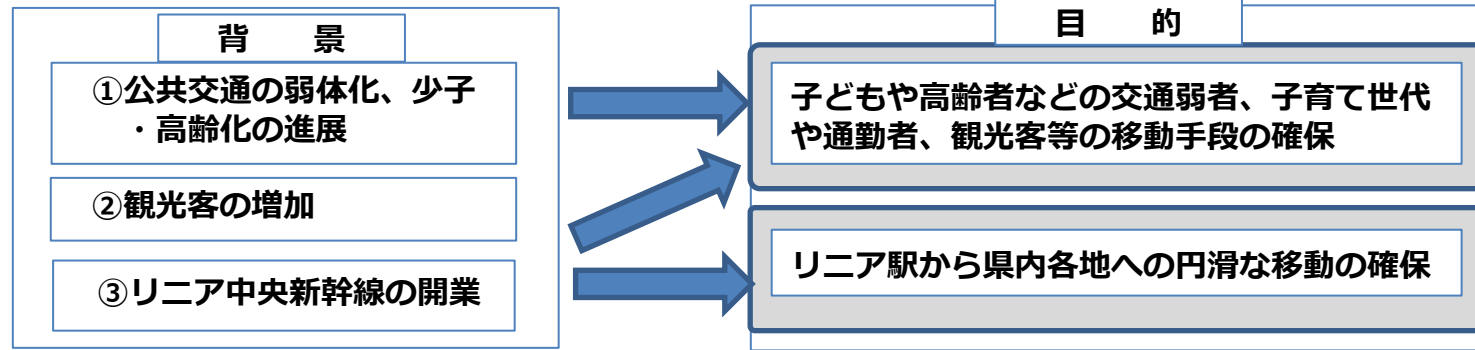 背　景
①公共交通の弱体化、少子
・高齢化の進展
②観光客の増加
③リニア中央新幹線の開業
目　的
子どもや高齢者などの交通弱者、子育て世代
や通勤者、観光客等の移動手段の確保
リニア駅から県内各地への円滑な移動の確保